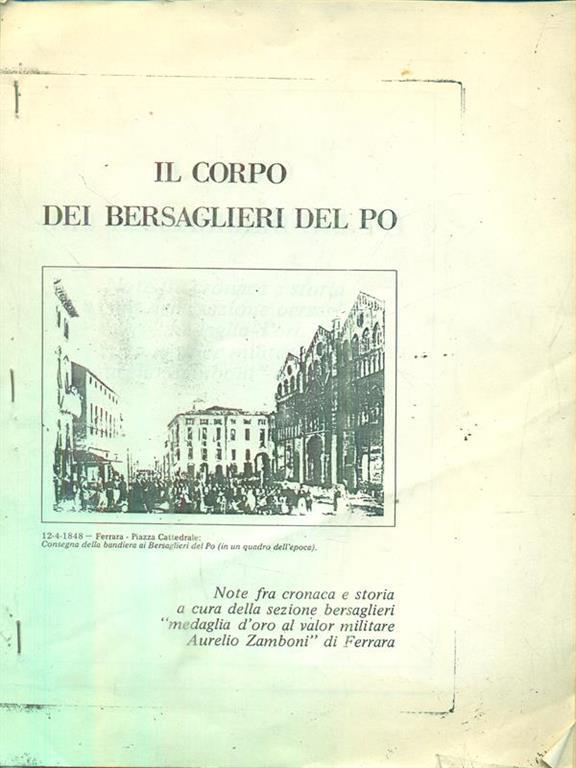 IL CORPO
DEI BERSAGLIERI DEL PO
12-4-1848 — Ferrara - Piazza Cattedrale:
Consegna della bandiera ai Bersaglieri del Po (in un quadro dell'epoca).
Note fra cronaca e storia
a cura della sezione bersaglieri
"medaglia d'oro al valor militare
Aurelio Zamboni" di Ferrara